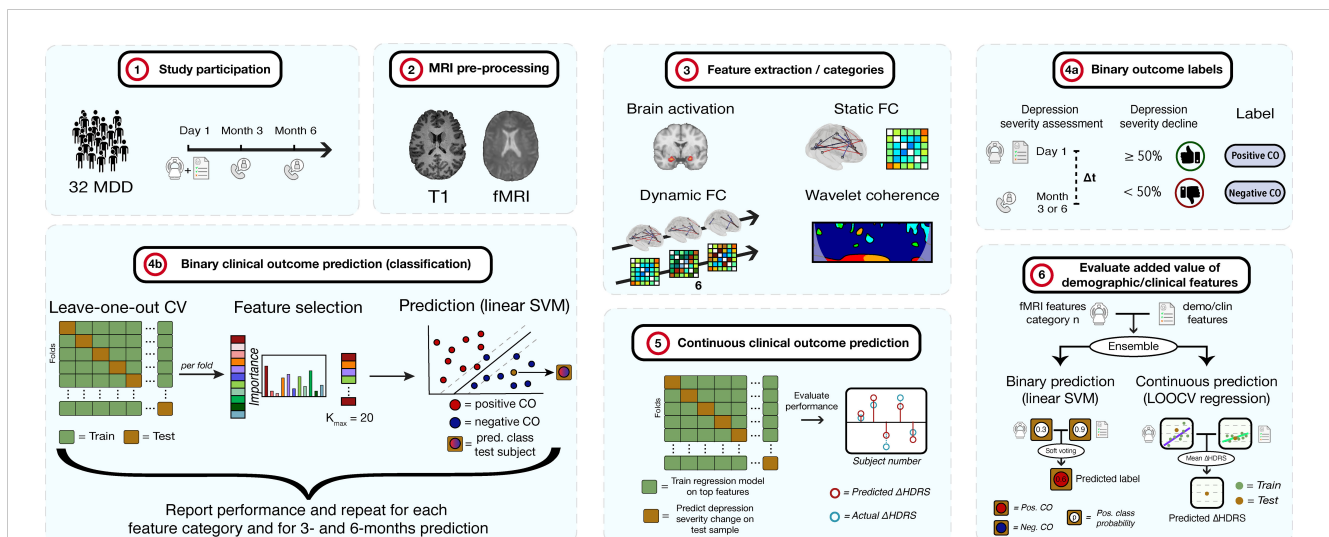 1 Study participation
Day 1 Month 3 Month 6
+
32 MDD
2 MRI pre-processing
T1 fMRI
3 Feature extraction / categories
Brain activation Static FC
Dynamic FC Wavelet coherence
6
4a Binary outcome labels
Depression
severity assessment
Depression
severity decline
Label
Day 1
Δt
Month
3 or 6
≥ 50%
Positive CO
< 50%
Negative CO
4b Binary clinical outcome prediction (classification)
Leave-one-out CV
Folds
= Train = Test
per fold
Feature selection
Importance
Kmax = 20
Prediction (linear SVM)
= positive CO
= negative CO
= pred. class
test subject
Report performance and repeat for each
feature category and for 3- and 6-months prediction
5 Continuous clinical outcome prediction
Folds
Evaluate
performance
Subject number
= Train regression model
on top features
= Predict depression
severity change on
test sample
= Predicted ΔHDRS
= Actual ΔHDRS
6 Evaluate added value of
demographic/clinical features
fMRI features
category n
demo/clin
features
Ensemble
Binary prediction
(linear SVM)
0.3 0.9
Soft voting
0.6
Predicted label
= Pos. CO
= Neg. CO
p = Pos. class
probability
Continuous prediction
(LOOCV regression)
Mean ΔHDRS
Predicted ΔHDRS
= Train
= Test